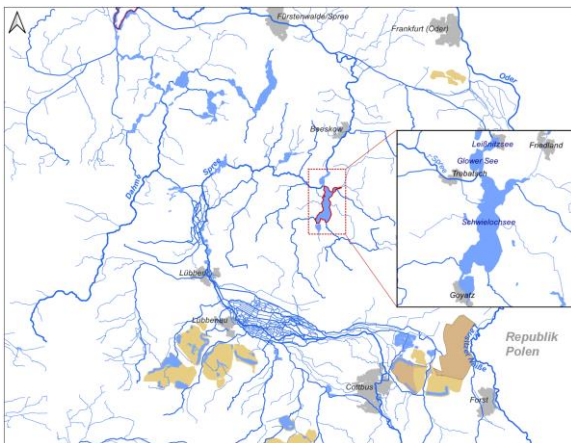 Fürstenwalde/Spree
Frankfurt (Oder)
Oder
Beeskow
Leißnitzsee
Friedland
Glower See
Spree
Trebatsch
Spree
Dahme
Schwielochsee
Lübben
Goyatz
Lübbenau
Republik
Polen
Neiße
Cottbus
Forst